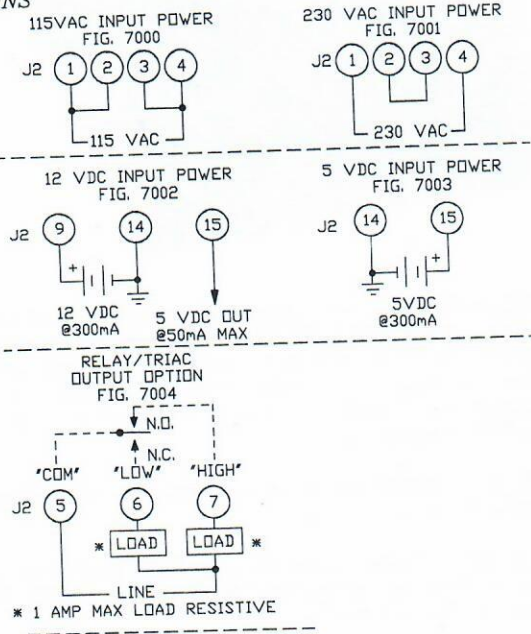 NS
115VAC INPUT POWER
FIG. 7000
J2 1 2 3 4
115 VAC
230 VAC INPUT POWER
FIG. 7001
J2 1 2 3 4
230 VAC
12 VDC INPUT POWER
FIG. 7002
J2 9 14 15
+
12 VDC
@300mA
5 VDC OUT
@50mA MAX
5 VDC INPUT POWER
FIG. 7003
J2 14 15
+
5VDC
@300mA
RELAY/TRIAC
OUTPUT OPTION
FIG. 7004
N.O.
N.C.
"COM" "LOW" "HIGH"
J2 5 6 7
* LOAD LOAD *
LINE
* 1 AMP MAX LOAD RESISTIVE